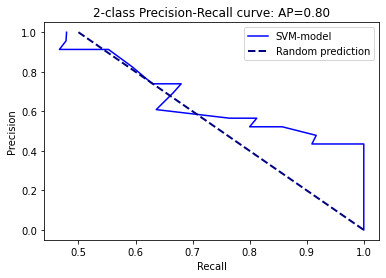 2-class Precision-Recall curve: AP=0.80
SVM-model
Random prediction
Precision
1.0
0.8
0.6
0.4
0.2
0.0
0.5 0.6 0.7 0.8 0.9 1.0
Recall